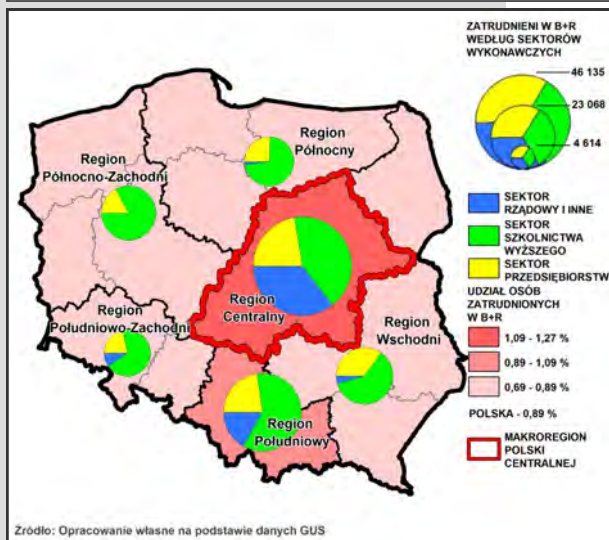 ZATRUDNIENI W B+R
WEDŁUG SEKTORÓW
WYKONAWCZYCH
46 135
23 068
4 614
SEKTOR
RZĄDOWY I INNE
SEKTOR
SZKOLNICTWA
WYŻSZEGO
SEKTOR
PRZEDSIĘBIORSTW
UDZIAŁ OSÓB
ZATRUDNIONYCH
W B+R
1,09 - 1,27 %
0,89 - 1,09 %
0,69 - 0,89 %
POLSKA - 0,89 %
MAKROREGION
POLSKI
CENTRALNEJ
Region
Północny
Region
Północno-Zachodni
Region
Centralny
Region
Południowo-Zachodni
Region
Wschodni
Region
Południowy
Źródło: Opracowanie własne na podstawie danych GUS